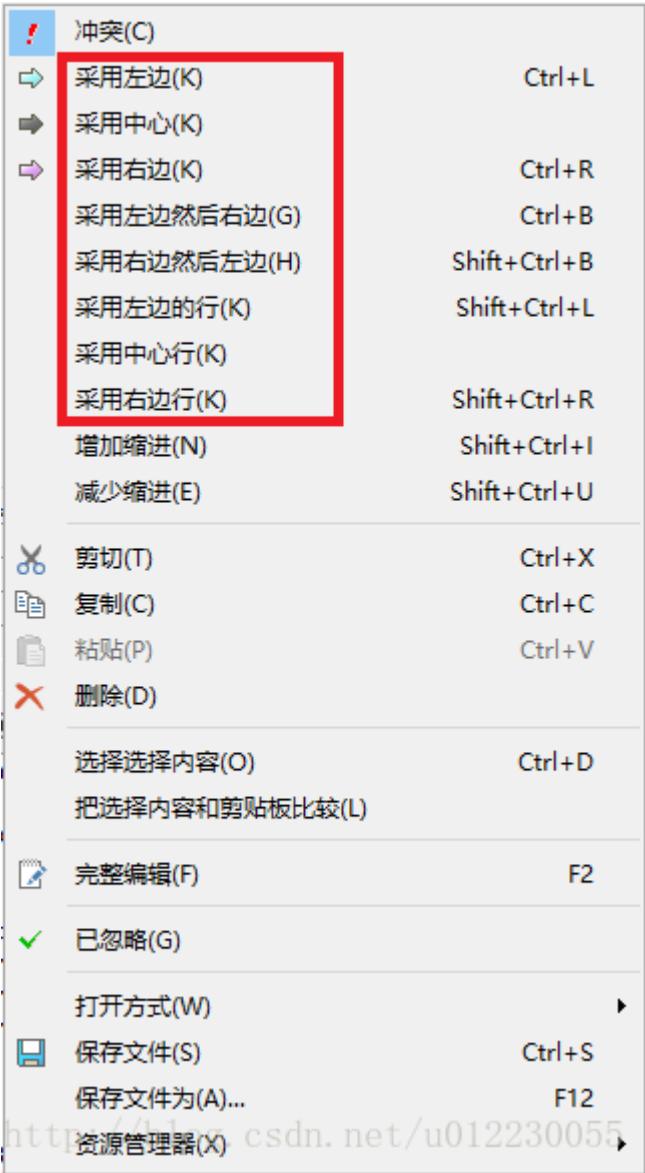 冲突(C)
采用左边(K) Ctrl+L
采用中心(K)
采用右边(K) Ctrl+R
采用左边然后右边(G) Ctrl+B
采用右边然后左边(H) Shift+Ctrl+B
采用左边的行(K) Shift+Ctrl+L
采用中心行(K)
采用右边行(K) Shift+Ctrl+R
增加缩进(N) Shift+Ctrl+I
减少缩进(E) Shift+Ctrl+U
剪切(T) Ctrl+X
复制(C) Ctrl+C
粘贴(P) Ctrl+V
删除(D)
选择选择内容(O) Ctrl+D
把选择内容和剪贴板比较(L)
完整编辑(F) F2
已忽略(G)
打开方式(W)
保存文件(S) Ctrl+S
保存文件为(A)... F12
资源管理器(X)
http://blog.csdn.net/u012230055